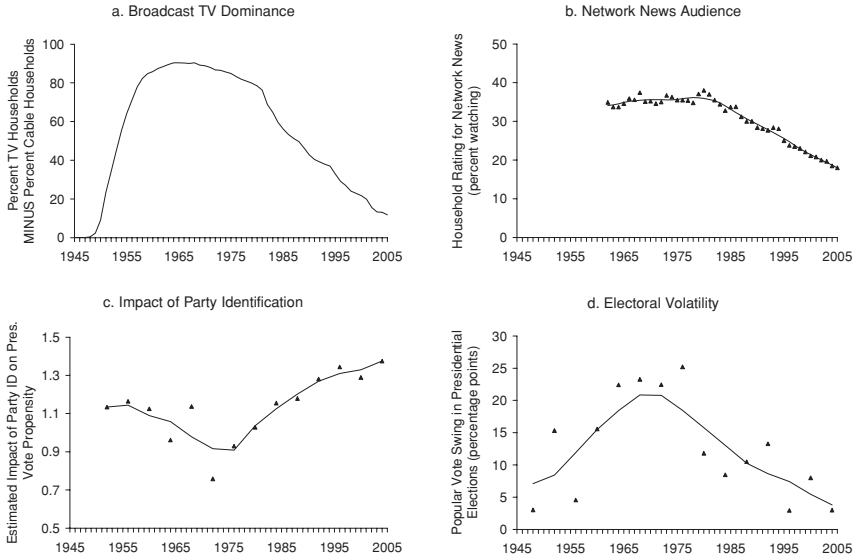 a. Broadcast TV Dominance
Percent TV Households
MINUS Percent Cable Households
100
80
60
40
20
0
1945 1955 1965 1975 1985 1995 2005
b. Network News Audience
Household Rating for Network News
(percent watching)
50
40
30
20
10
0
1945 1955 1965 1975 1985 1995 2005
c. Impact of Party Identification
Estimated Impact of Party ID on Pres.
Vote Propensity
1.5
1.3
1.1
0.9
0.7
0.5
1945 1955 1965 1975 1985 1995 2005
d. Electoral Volatility
Popular Vote Swing in Presidential
Elections (percentage points)
30
25
20
15
10
5
0
1945 1955 1965 1975 1985 1995 2005